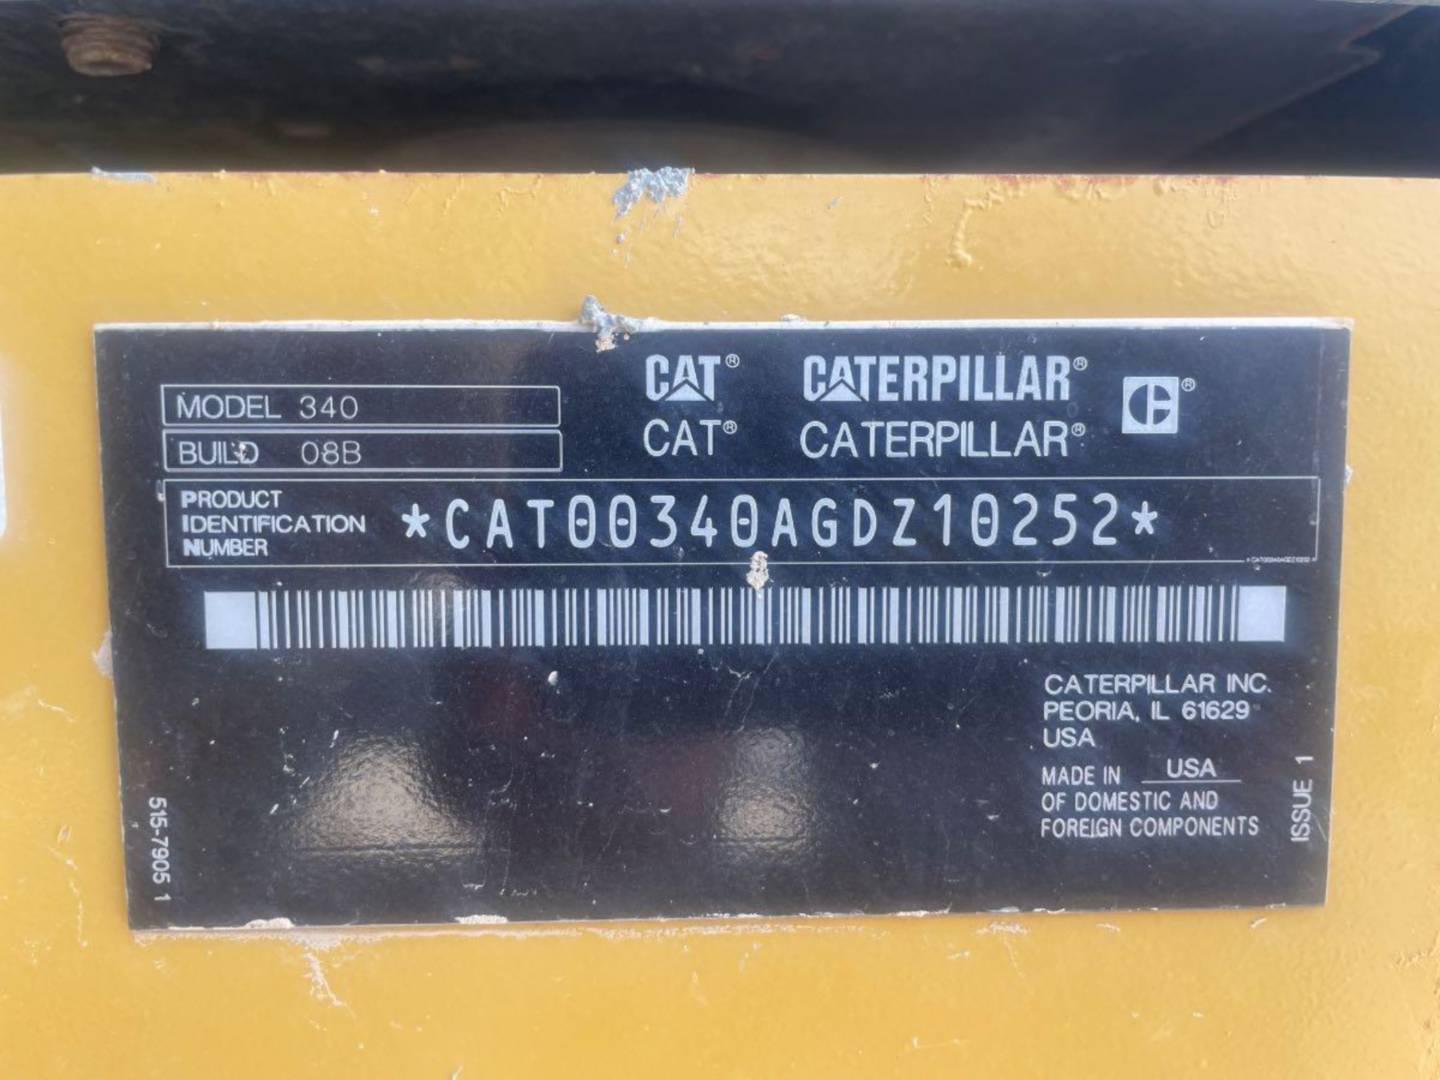 MODEL 340
BUILD 08B
CAT® CATERPILLAR® ®
CAT® CATERPILLAR®
PRODUCT
IDENTIFICATION
NUMBER
*CAT00340AGDZ10252*
CATERPILLAR INC.
PEORIA, IL 61629
USA
MADE IN USA
OF DOMESTIC AND
FOREIGN COMPONENTS
515-7905 1
ISSUE 1